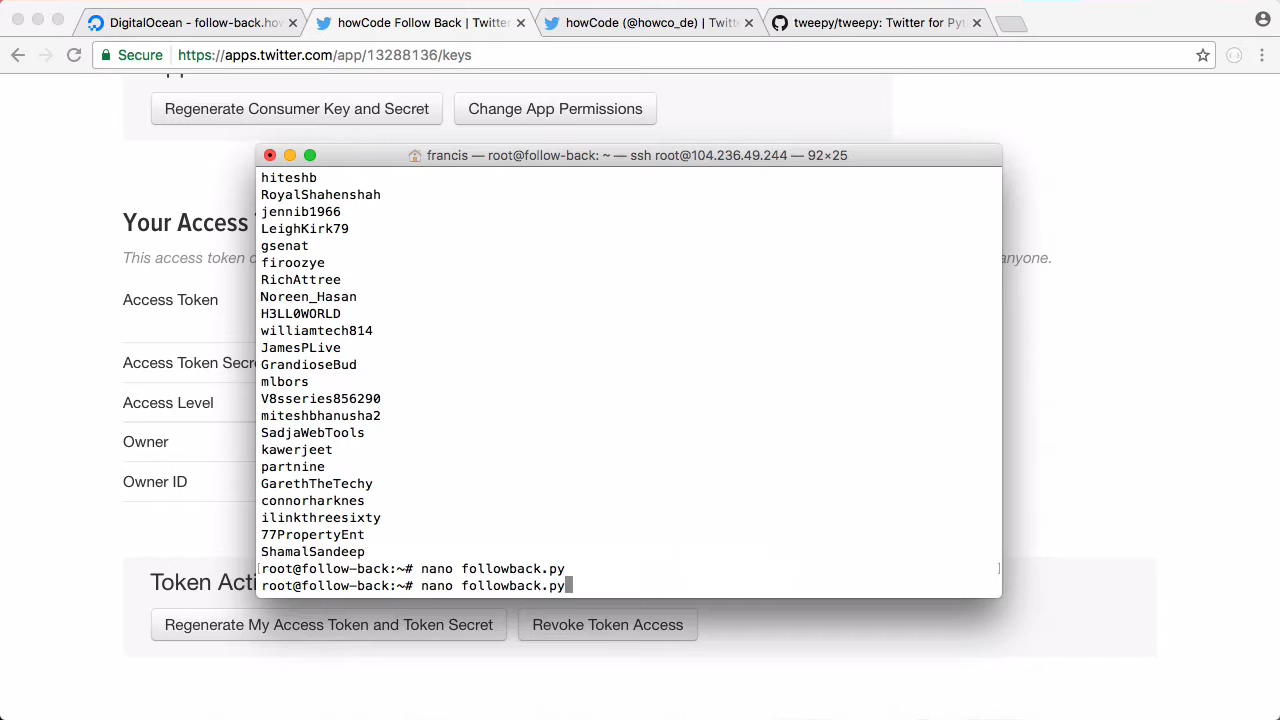 DigitalOcean - follow-back.how
howCode Follow Back | Twitter
howCode (@howco_de) | Twitt
tweepy/tweepy: Twitter for Py
Secure
https://apps.twitter.com/app/13288136/keys
Regenerate Consumer Key and Secret
Change App Permissions
francis — root@follow-back: ~ — ssh root@104.236.49.244 — 92×25
Your Access
This access token
anyone.
Access Token
Access Token Secre
Access Level
Owner
Owner ID
hiteshb
RoyalShahenshah
jennib1966
LeighKirk79
gsenat
firoozye
RichAttree
Noreen_Hasan
H3LL0WORLD
williamtech814
JamesPLive
GrandioseBud
mlbors
V8sseries856290
miteshbhanusha2
SadjaWebTools
kawerjeet
partnine
GarethTheTechy
connorharknes
ilinkthreesixty
77PropertyEnt
ShamalSandeep
[root@follow-back:~# nano followback.py ]
root@follow-back:~# nano followback.py
Token Acti
Regenerate My Access Token and Token Secret
Revoke Token Access